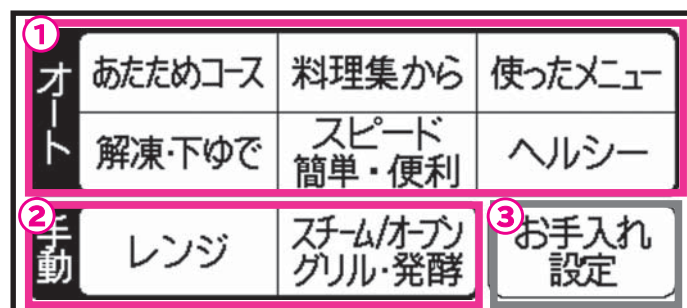 ①
オート
あたためコース 料理集から 使ったメニュー
解凍・下ゆで スピード簡単・便利 ヘルシー
② ③
手動
レンジ スチーム/オーブン お手入れ
グリル・発酵 設定